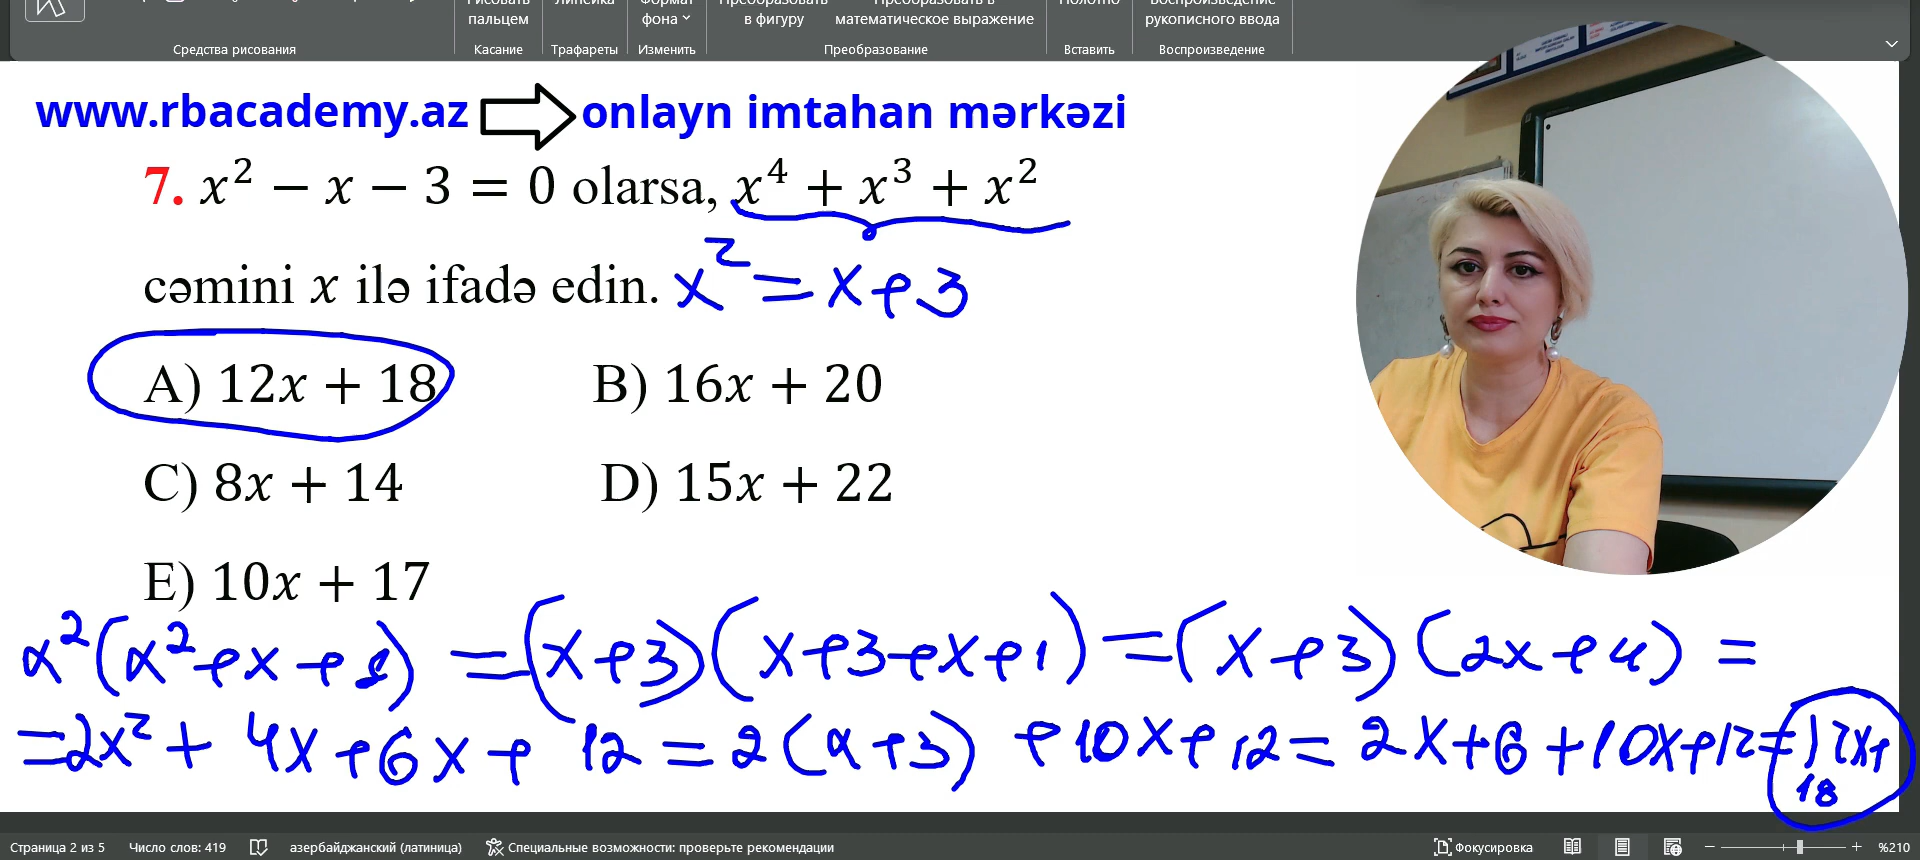 пальцем
фона
в фигуру
математическое выражение
рукописного ввода
Средства рисования
Касание
Трафареты
Изменить
Преобразование
Вставить
Воспроизведение
www.rbacademy.az onlayn imtahan mərkəzi
7. x² − x − 3 = 0 olarsa, x⁴ + x³ + x²
cəmini x ilə ifadə edin. x² = x + 3
A) 12x + 18 B) 16x + 20
C) 8x + 14 D) 15x + 22
E) 10x + 17
x²(x² + x + 1) = (x + 3)(x + 3 + x + 1) = (x + 3)(2x + 4) =
= 2x² + 4x + 6x + 12 = 2(x + 3) + 10x + 12 = 2x + 6 + 10x + 12 = 12x +
18
Страница 2 из 5 Число слов: 419 азербайджанский (латиница) Специальные возможности: проверьте рекомендации Фокусировка − + %210